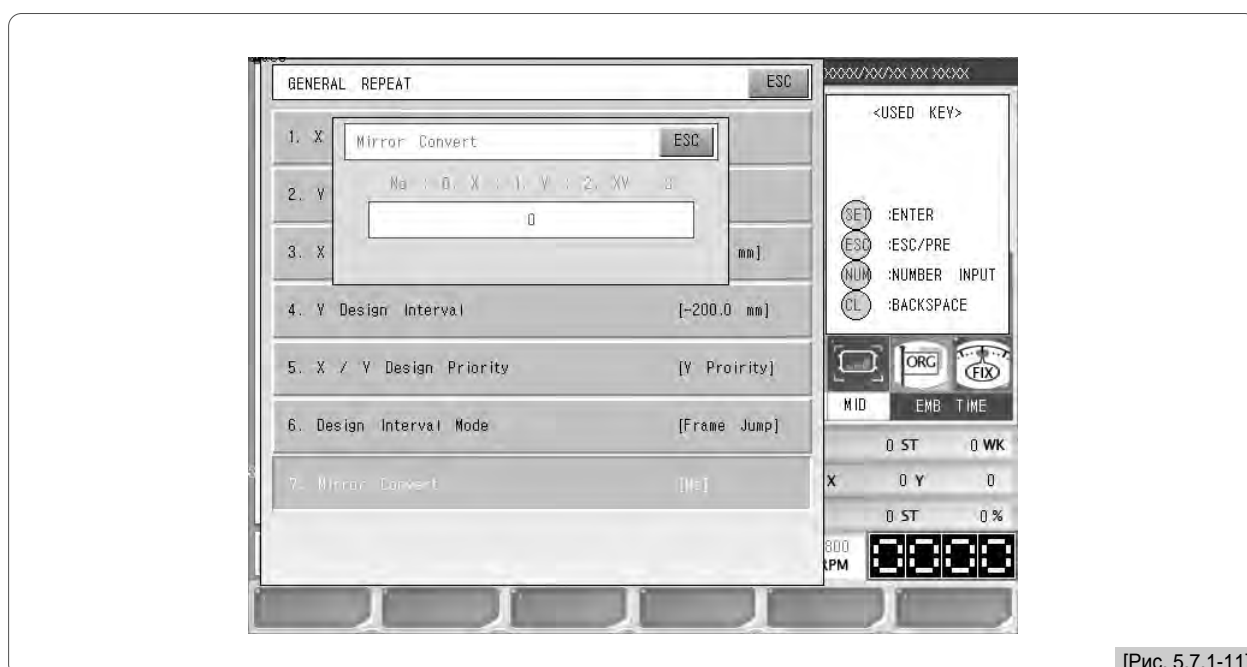 XXXX/XX/XX XX XXXX
GENERAL REPEAT ESC
<USED KEY>
1. X
Mirror Convert ESC
No : 0, X : 1, Y : 2, XY : 3
2. Y
0
SET :ENTER
3. X mm]
ESC :ESC/PRE
NUM :NUMBER INPUT
CL :BACKSPACE
4. Y Design Interval [-200.0 mm]
5. X / Y Design Priority [Y Proirity]
ORG FIX
MID EMB TIME
6. Design Interval Mode [Frame Jump]
0 ST 0 WK
7. Mirror Convert [No]
X 0 Y 0
0 ST 0 %
800
RPM 0000
[Рис. 5.7.1-11]